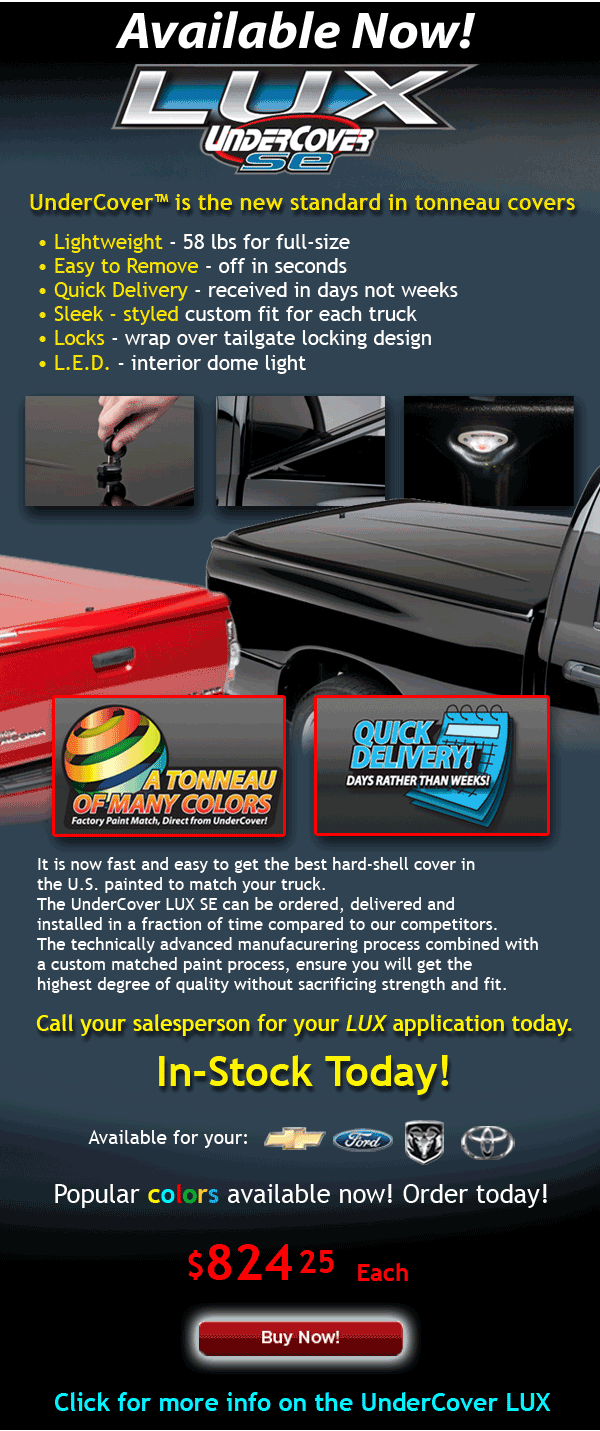 Available Now!
LUX
UNDERCOVER
SE
UnderCover™ is the new standard in tonneau covers
• Lightweight - 58 lbs for full-size
• Easy to Remove - off in seconds
• Quick Delivery - received in days not weeks
• Sleek - styled custom fit for each truck
• Locks - wrap over tailgate locking design
• L.E.D. - interior dome light
TACOMA
A TONNEAU
OF MANY COLORS
Factory Paint Match, Direct from UnderCover!
QUICK
DELIVERY!
DAYS RATHER THAN WEEKS!
It is now fast and easy to get the best hard-shell cover in
the U.S. painted to match your truck.
The UnderCover LUX SE can be ordered, delivered and
installed in a fraction of time compared to our competitors.
The technically advanced manufacurering process combined with
a custom matched paint process, ensure you will get the
highest degree of quality without sacrificing strength and fit.
Call your salesperson for your LUX application today.
In-Stock Today!
Available for your:
Ford
Popular colors available now! Order today!
$824 25 Each
Buy Now!
Click for more info on the UnderCover LUX